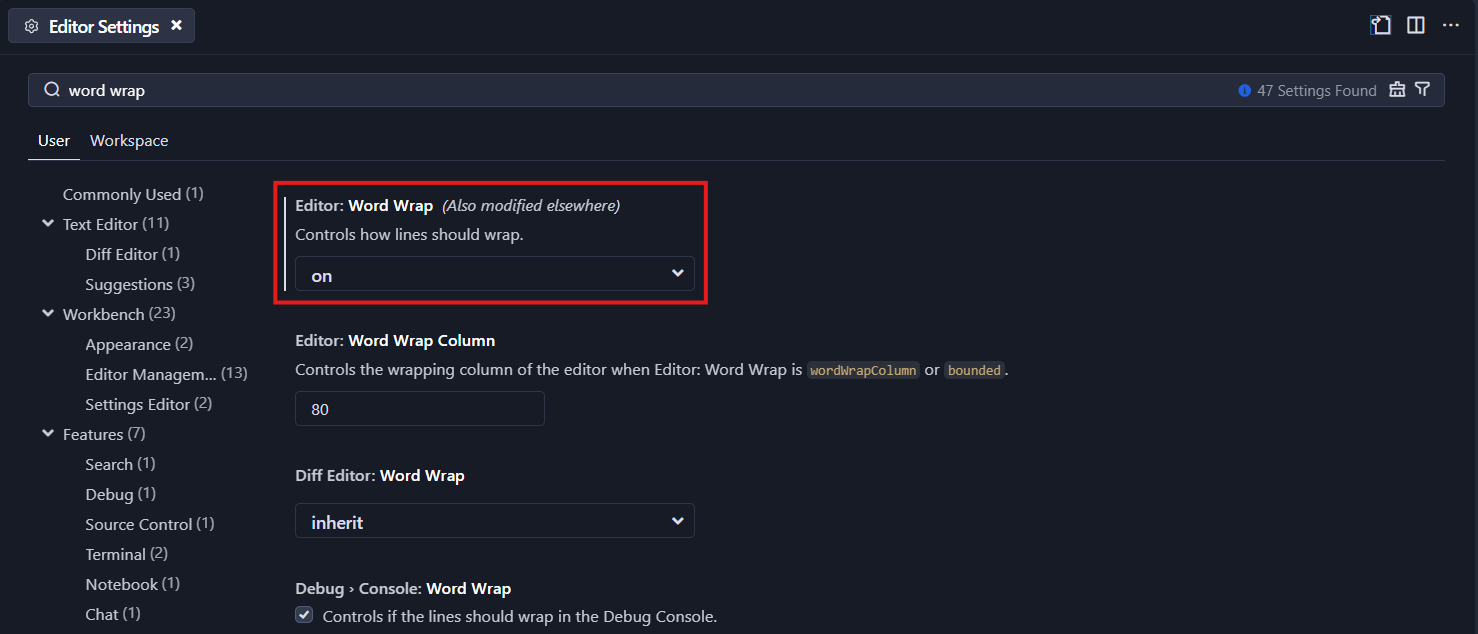 Editor Settings
word wrap
47 Settings Found
User Workspace
Commonly Used (1)
Text Editor (11)
Diff Editor (1)
Suggestions (3)
Workbench (23)
Appearance (2)
Editor Managem... (13)
Settings Editor (2)
Features (7)
Search (1)
Debug (1)
Source Control (1)
Terminal (2)
Notebook (1)
Chat (1)
Editor: Word Wrap (Also modified elsewhere)
Controls how lines should wrap.
on
Editor: Word Wrap Column
Controls the wrapping column of the editor when Editor: Word Wrap is wordWrapColumn or bounded.
80
Diff Editor: Word Wrap
inherit
Debug › Console: Word Wrap
Controls if the lines should wrap in the Debug Console.